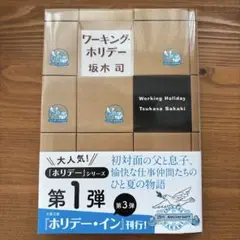 ワーキング・
ホリデー
坂木 司
Working Holiday
Tsukasa Sakaki
大人気!
「ホリデー」シリーズ
第1弾
初対面の父と息子、
愉快な仕事仲間たちの
ひと夏の物語
第3弾
『ホリデー・イン』刊行!